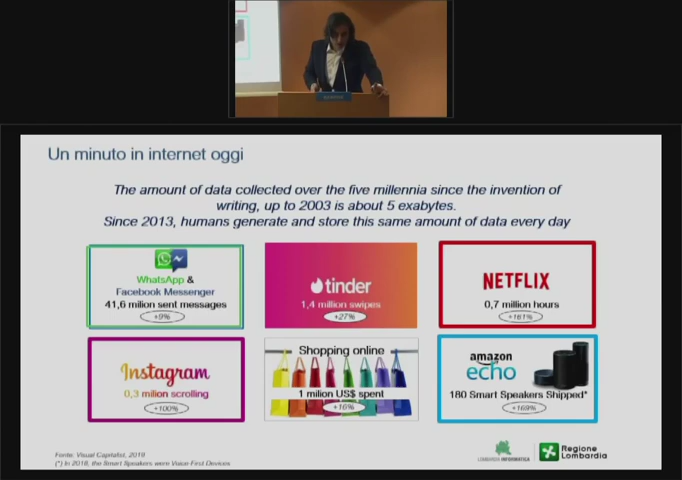 Un minuto in internet oggi
The amount of data collected over the five millennia since the invention of
writing, up to 2003 is about 5 exabytes.
Since 2013, humans generate and store this same amount of data every day
WhatsApp &
Facebook Messenger
41,6 milion sent messages
+9%
tinder
1,4 million swipes
+27%
NETFLIX
0,7 million hours
+161%
Instagram
0,3 milion scrolling
+100%
Shopping online
1 milion US$ spent
+16%
amazon
echo
180 Smart Speakers Shipped*
+169%
Fonte: Visual Capitalist, 2019
(*) In 2018, the Smart Speakers were Voice-First Devices
LOMBARDIA INFORMATICA
Regione
Lombardia